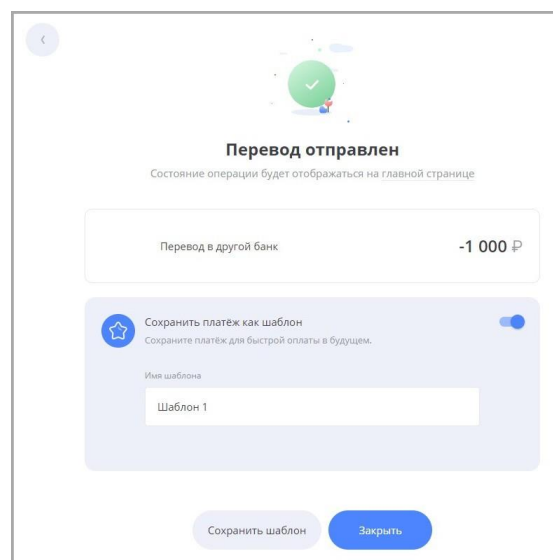 Перевод отправлен
Состояние операции будет отображаться на главной странице
Перевод в другой банк
-1 000 ₽
Сохранить платёж как шаблон
Сохраните платёж для быстрой оплаты в будущем.
Имя шаблона
Шаблон 1
Сохранить шаблон
Закрыть